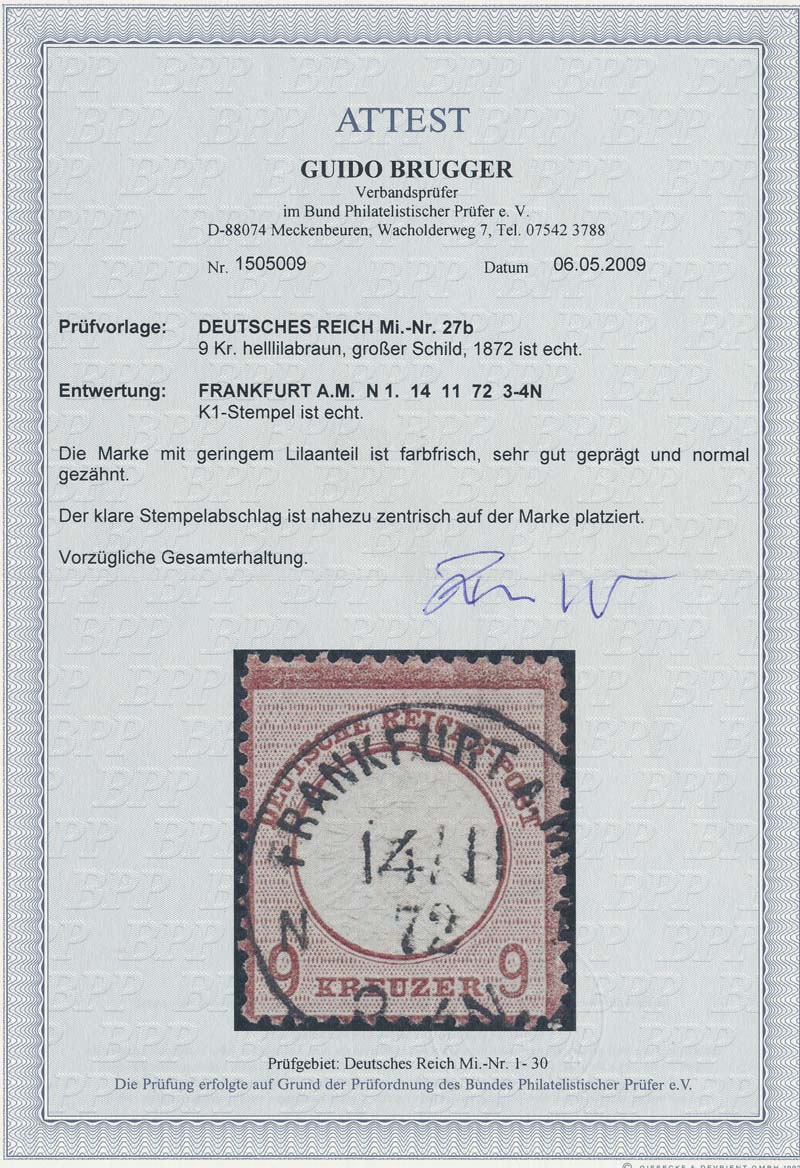 ATTEST
GUIDO BRUGGER
Verbandsprüfer
im Bund Philatelistischer Prüfer e. V.
D-88074 Meckenbeuren, Wacholderweg 7, Tel. 07542 3788
Nr. 1505009 Datum 06.05.2009
Prüfvorlage: DEUTSCHES REICH Mi.-Nr. 27b
9 Kr. helllilabraun, großer Schild, 1872 ist echt.
Entwertung: FRANKFURT A.M. N 1. 14 11 72 3-4N
K1-Stempel ist echt.
Die Marke mit geringem Lilaanteil ist farbfrisch, sehr gut geprägt und normal
gezähnt.
Der klare Stempelabschlag ist nahezu zentrisch auf der Marke platziert.
Vorzügliche Gesamterhaltung.
DEUTSCHE REICHS-POST
FRANKFURT A.M.
14/11
N 72
9 KREUZER 9
Prüfgebiet: Deutsches Reich Mi.-Nr. 1- 30
Die Prüfung erfolgte auf Grund der Prüfordnung des Bundes Philatelistischer Prüfer e.V.